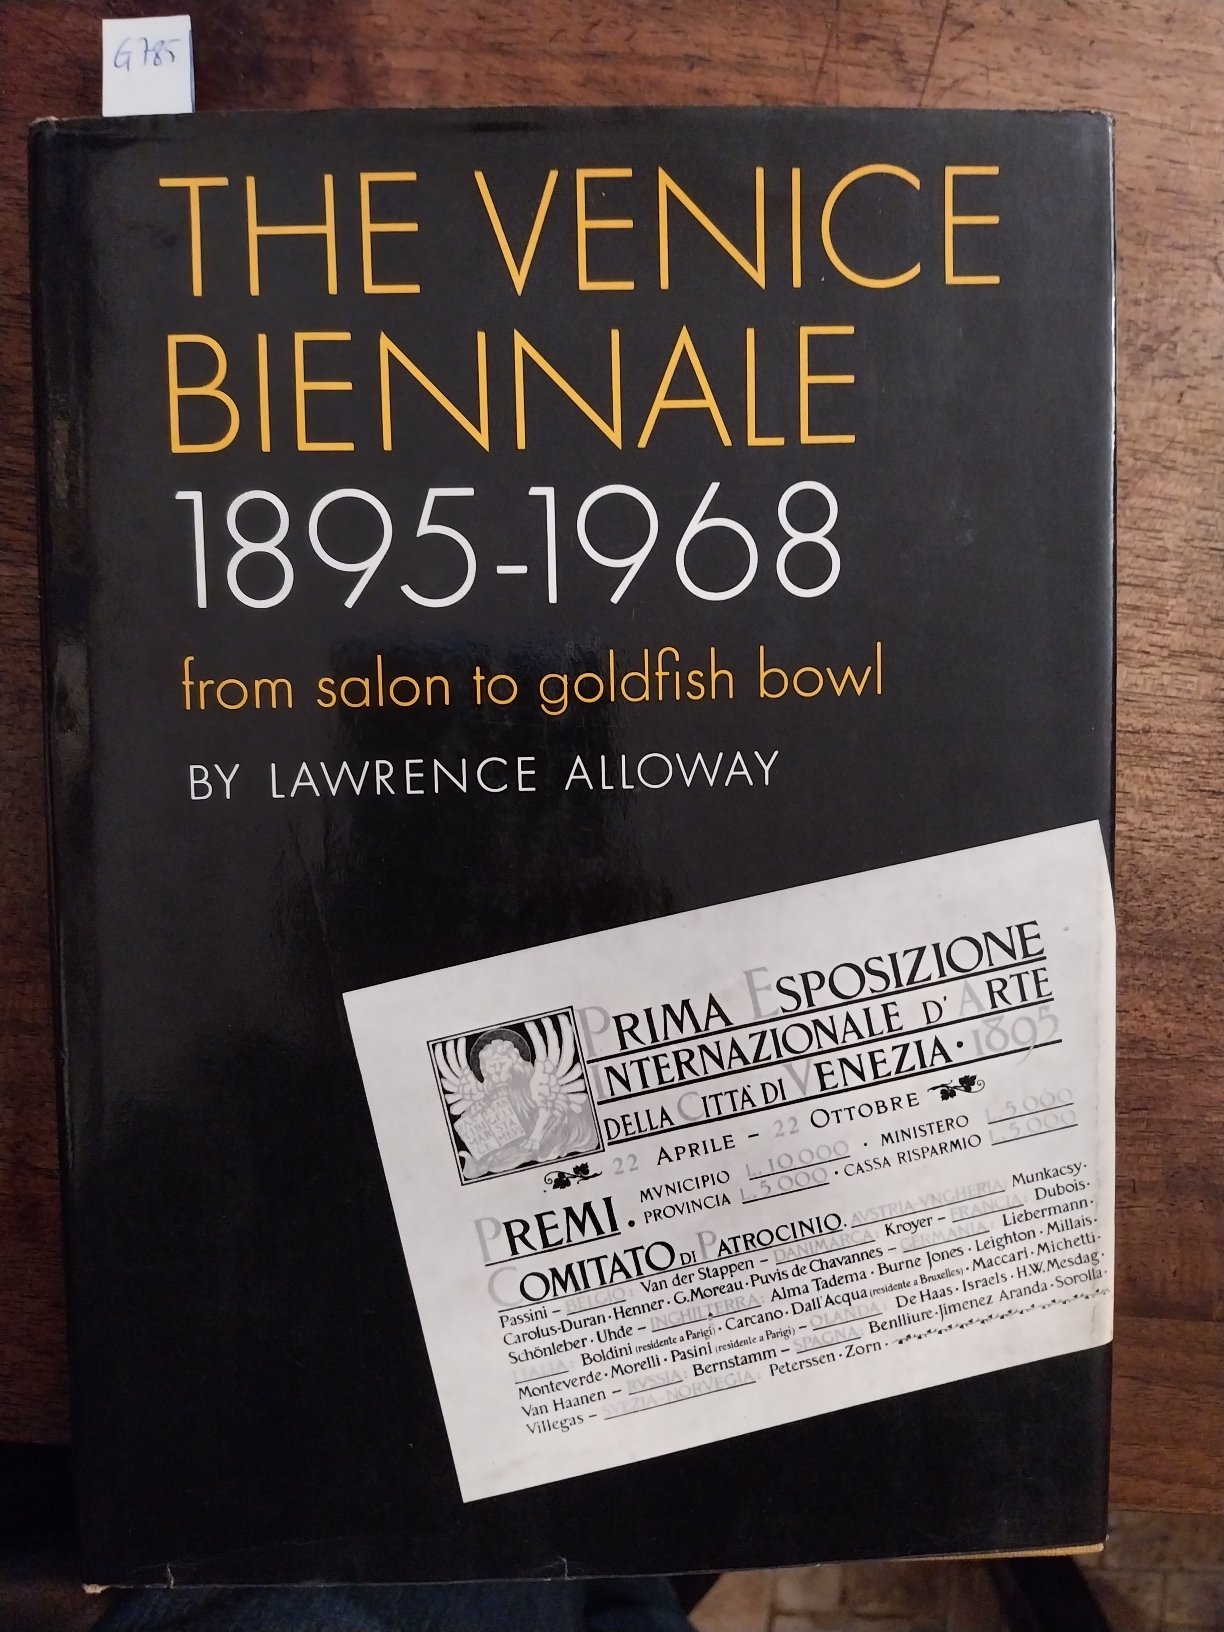 G785
THE VENICE
BIENNALE
1895-1968
from salon to goldfish bowl
BY LAWRENCE ALLOWAY
PRIMA ESPOSIZIONE
INTERNAZIONALE D'ARTE
DELLA CITTÀ DI VENEZIA · 1895
22 APRILE – 22 OTTOBRE
PREMI. MVNICIPIO L.10.000 · MINISTERO L.5.000
PROVINCIA L.5.000 · CASSA RISPARMIO L.5.000
COMITATO DI PATROCINIO. AVSTRIA-VNGHERIA: Munkacsy·
Passini – BELGIO: Van der Stappen – DANIMARCA: Kroyer – FRANCIA: Dubois·
Carolus-Duran·Henner·G.Moreau·Puvis de Chavannes – GERMANIA: Liebermann·
Schönleber·Uhde – INGHILTERRA: Alma Tadema·Burne Jones·Leighton·Millais·
ITALIA: Boldini (residente a Parigi)·Carcano·Dall'Acqua (residente a Bruxelles)·Maccari·Michetti·
Monteverde·Morelli·Pasini (residente a Parigi) – OLANDA: De Haas·Israels·H.W.Mesdag·
Van Haanen – RVSSIA: Bernstamm – SPAGNA: Benlliure·Jimenez Aranda·Sorolla·
Villegas – SVEZIA-NORVEGIA: Peterssen·Zorn·